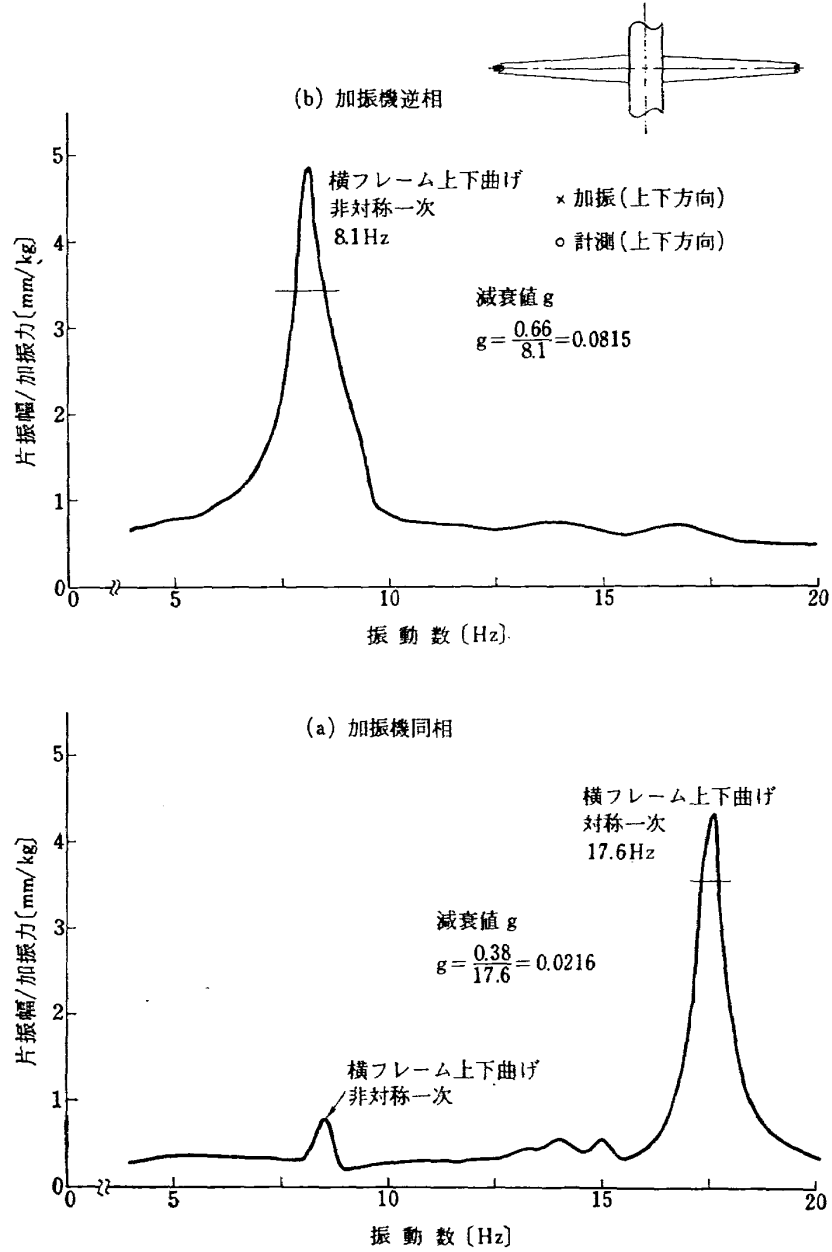 (b) 加振機逆相
片振幅/加振力〔mm/kg〕
5
4
3
2
1
0
横フレーム上下曲げ
非対称一次
8.1Hz
× 加振(上下方向)
○ 計測(上下方向)
減衰値 g
g = 0.66/8.1 = 0.0815
0 5 10 15 20
振動数〔Hz〕
(a) 加振機同相
片振幅/加振力〔mm/kg〕
5
4
3
2
1
0
横フレーム上下曲げ
対称一次
17.6Hz
減衰値 g
g = 0.38/17.6 = 0.0216
横フレーム上下曲げ
非対称一次
0 5 10 15 20
振動数〔Hz〕